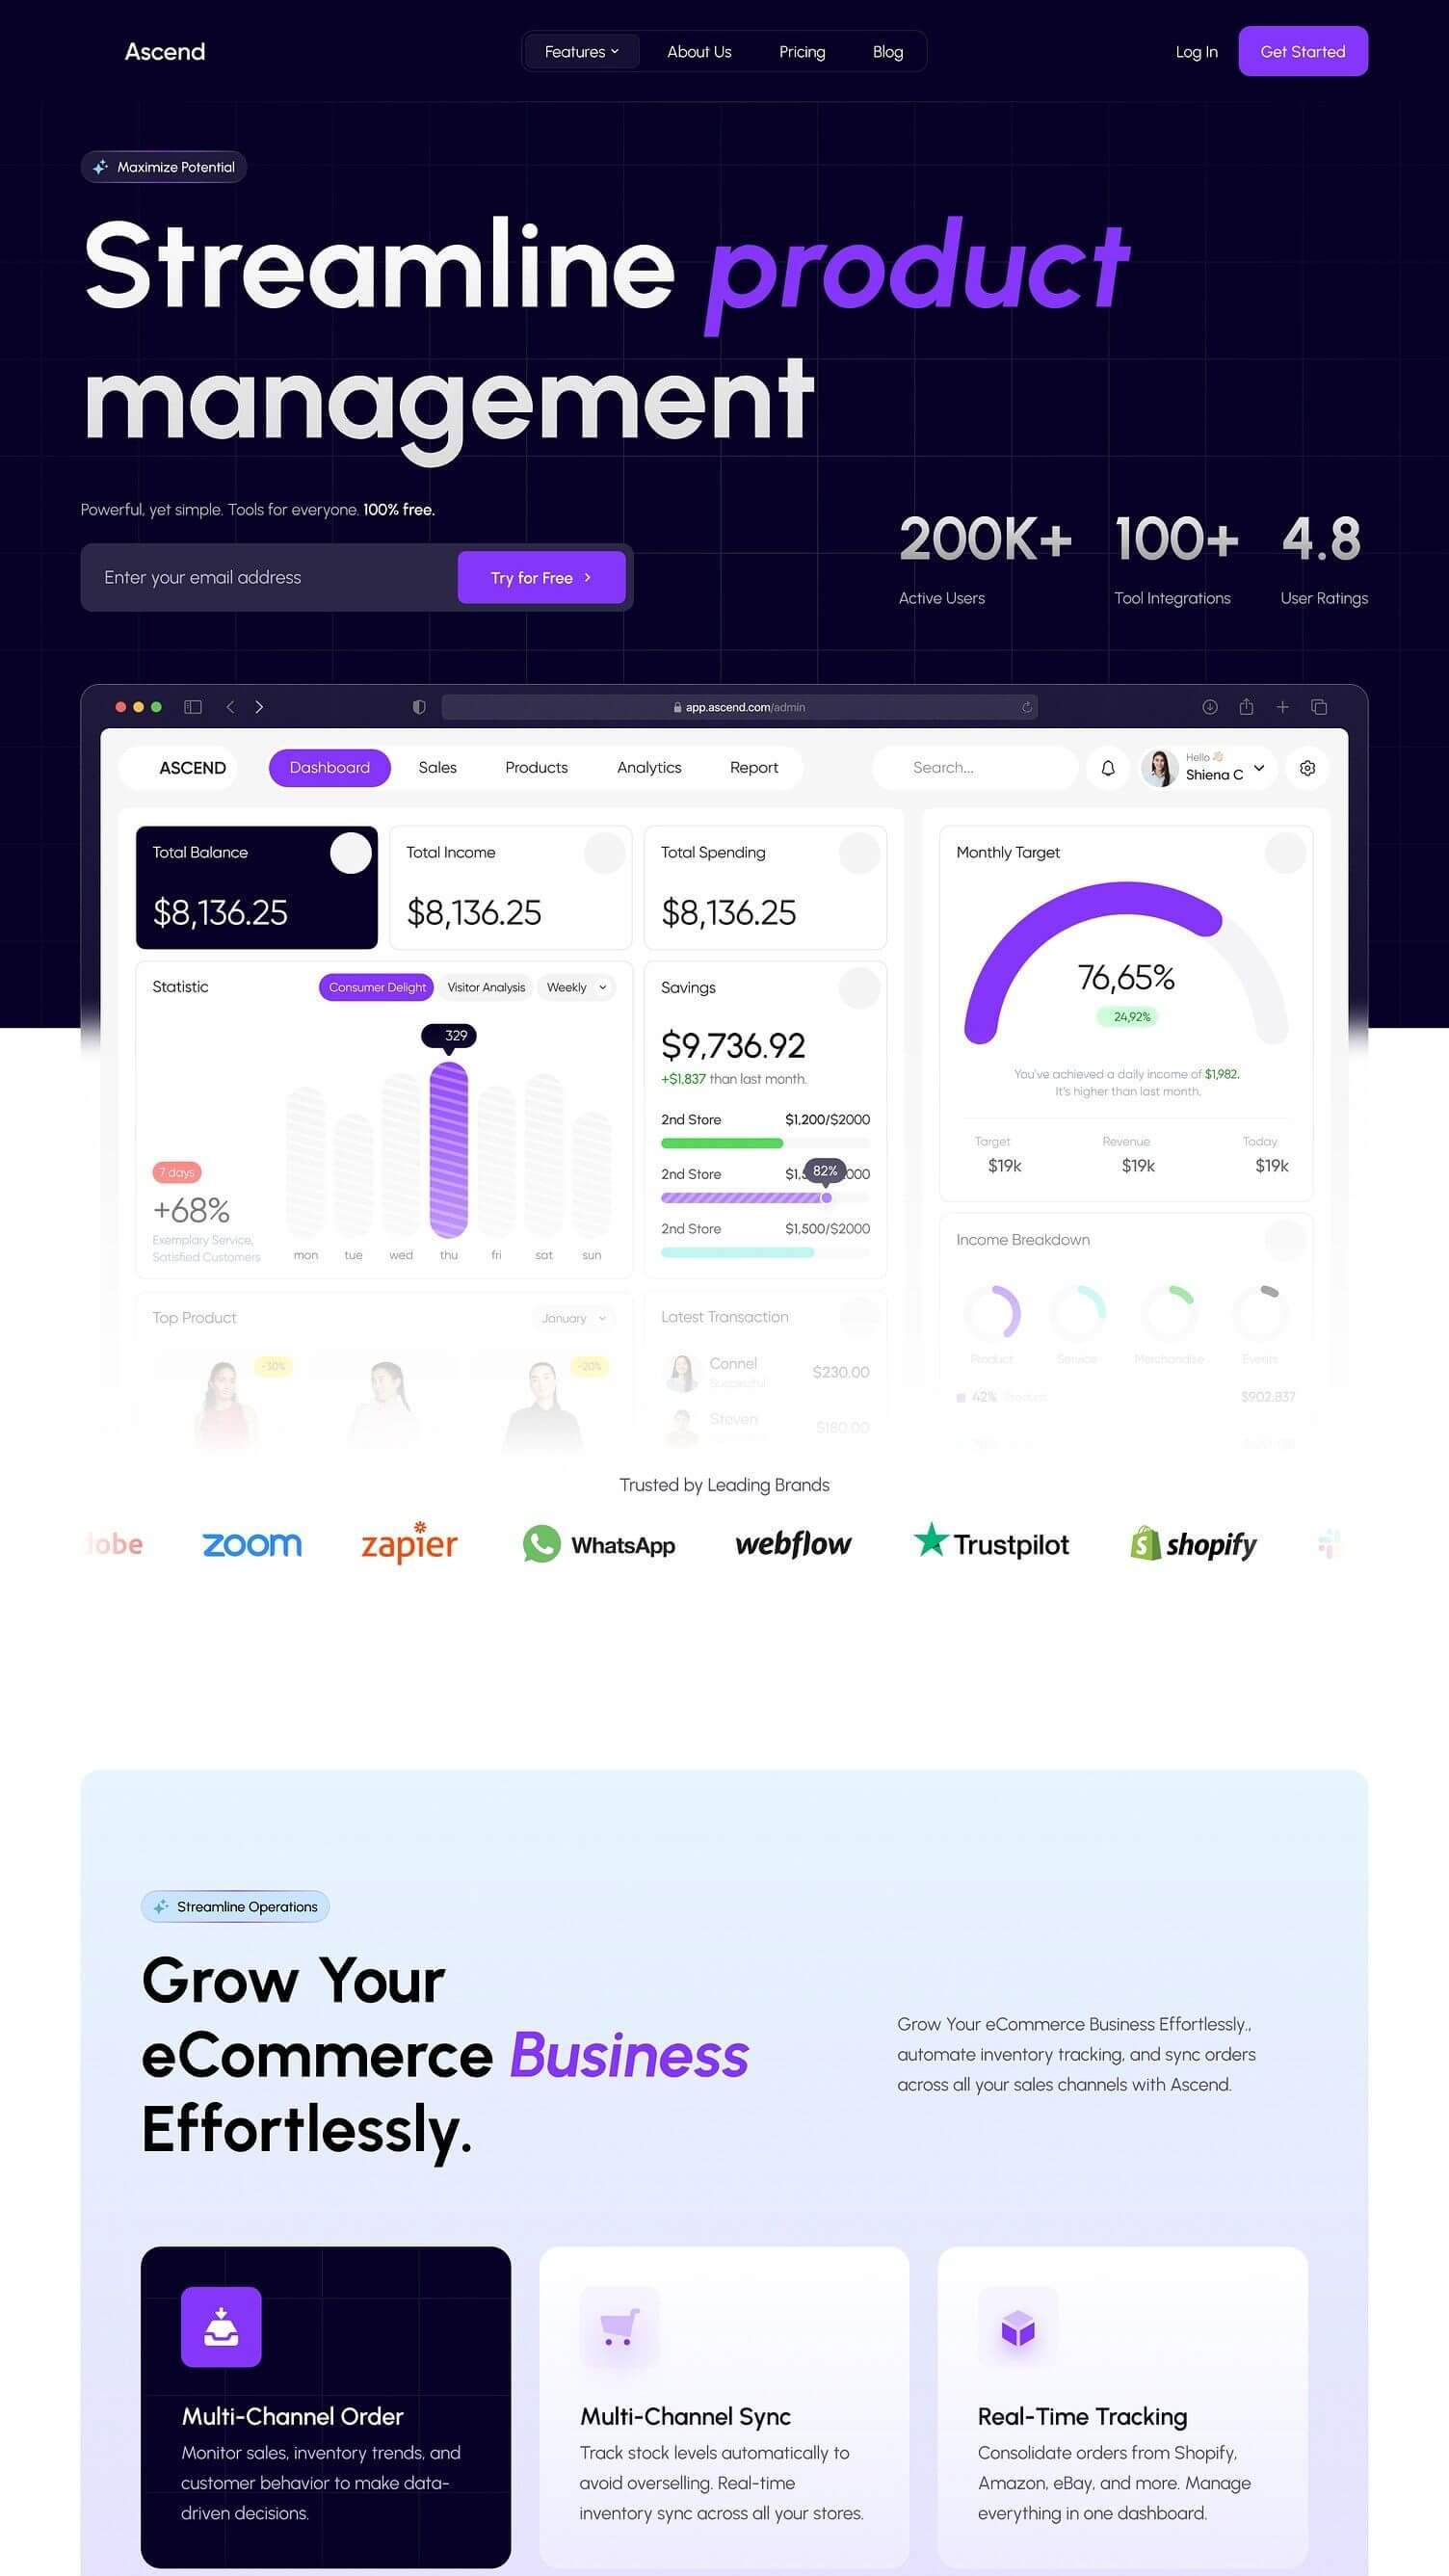 Ascend
Features
About Us
Pricing
Blog
Log In
Get Started
Maximize Potential
Streamline product
management
Powerful, yet simple. Tools for everyone. 100% free.
Enter your email address
Try for Free
200K+
Active Users
100+
Tool Integrations
4.8
User Ratings
app.ascend.com/admin
ASCEND
Dashboard
Sales
Products
Analytics
Report
Search...
Hello 👋🏻
Shiena C
Total Balance
$8,136.25
Total Income
$8,136.25
Total Spending
$8,136.25
Statistic
Consumer Delight
Visitor Analysis
Weekly
329
7 days
+68%
Exemplary Service,
Satisfied Customers
mon
tue
wed
thu
fri
sat
sun
Savings
$9,736.92
+$1,837 than last month.
2nd Store
$1,200/$2000
2nd Store
82%
2nd Store
$1,500/$2000
Monthly Target
76,65%
24,92%
You've achieved a daily income of $1,982.
It's higher than last month.
Target
$19k
Revenue
$19k
Today
$19k
Income Breakdown
Product
Service
Merchandise
Events
42% Product
$902.837
Top Product
January
-30%
-20%
Latest Transaction
Connel
Successful
$230.00
Steven
$160.00
Trusted by Leading Brands
zoom
zapier
WhatsApp
webflow
Trustpilot
shopify
Streamline Operations
Grow Your
eCommerce Business
Effortlessly.
Grow Your eCommerce Business Effortlessly.,
automate inventory tracking, and sync orders
across all your sales channels with Ascend.
Multi-Channel Order
Monitor sales, inventory trends, and
customer behavior to make data-
driven decisions.
Multi-Channel Sync
Track stock levels automatically to
avoid overselling. Real-time
inventory sync across all your stores.
Real-Time Tracking
Consolidate orders from Shopify,
Amazon, eBay, and more. Manage
everything in one dashboard.